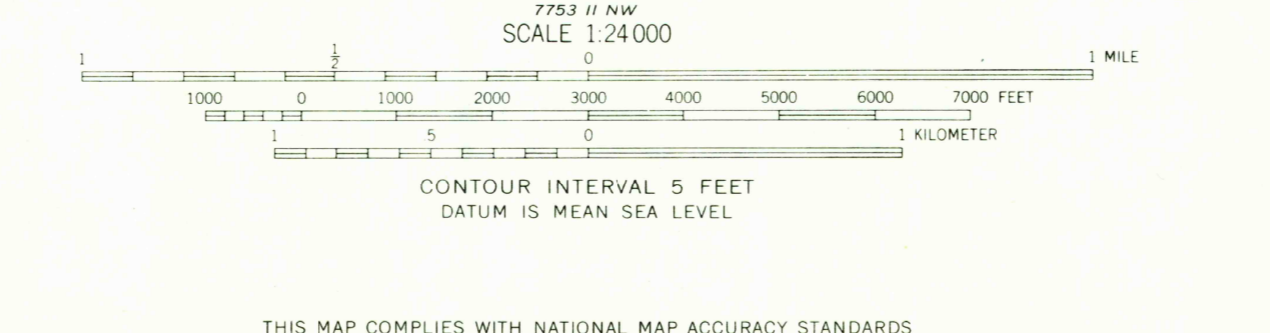 7753 II NW
SCALE 1:24 000
1 1/2 0 1 MILE
1000 0 1000 2000 3000 4000 5000 6000 7000 FEET
1 5 0 1 KILOMETER
CONTOUR INTERVAL 5 FEET
DATUM IS MEAN SEA LEVEL
THIS MAP COMPLIES WITH NATIONAL MAP ACCURACY STANDARDS